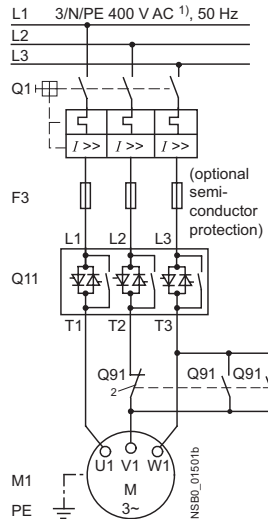 L1 3/N/PE 400 V AC 1), 50 Hz
L2
L3
Q1
I >> I >> I >>
F3
(optional
semi-
conductor
protection)
L1 L2 L3
Q11
T1 T2 T3
Q91 Q91 Q91
2
U1 V1 W1
M1
M
3~
PE
NSB0_01501b